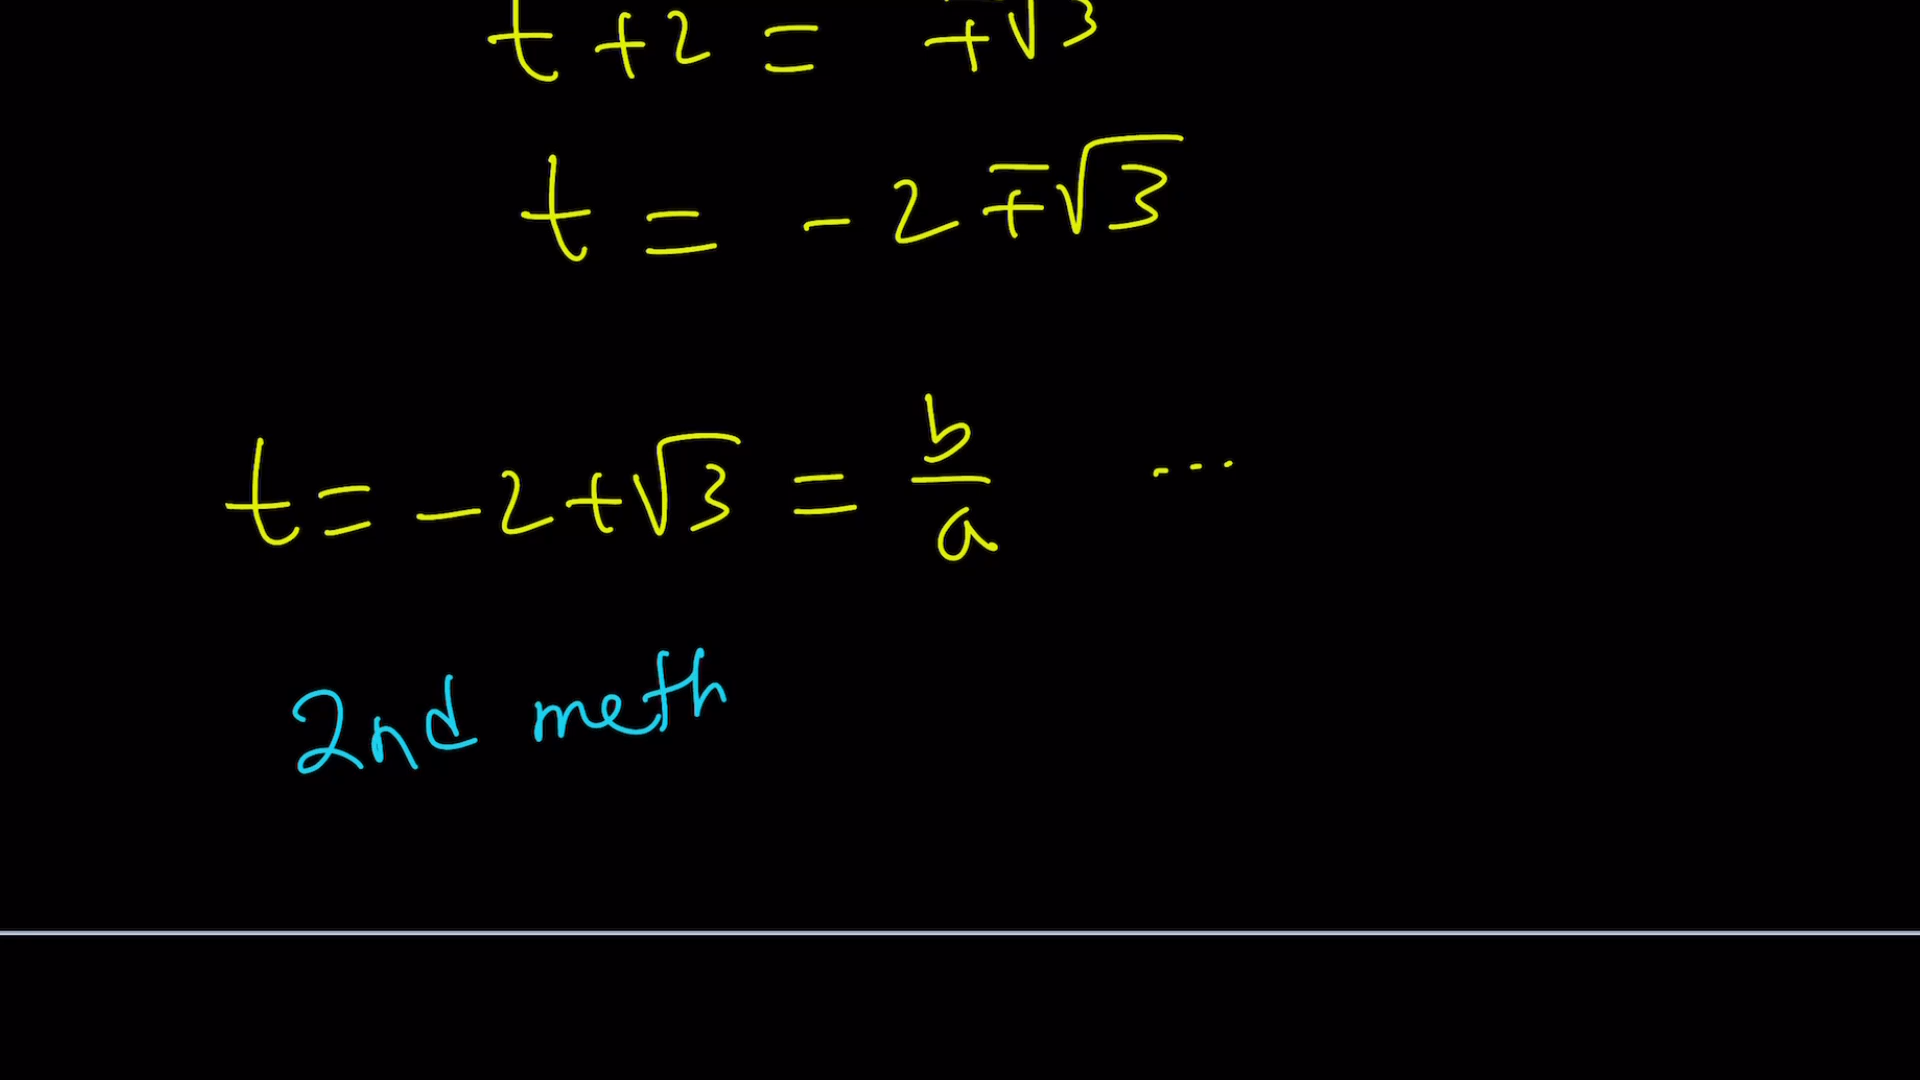 t + 2 = ∓√3
t = -2 ∓√3
t = -2 + √3 = b/a ...
2nd meth